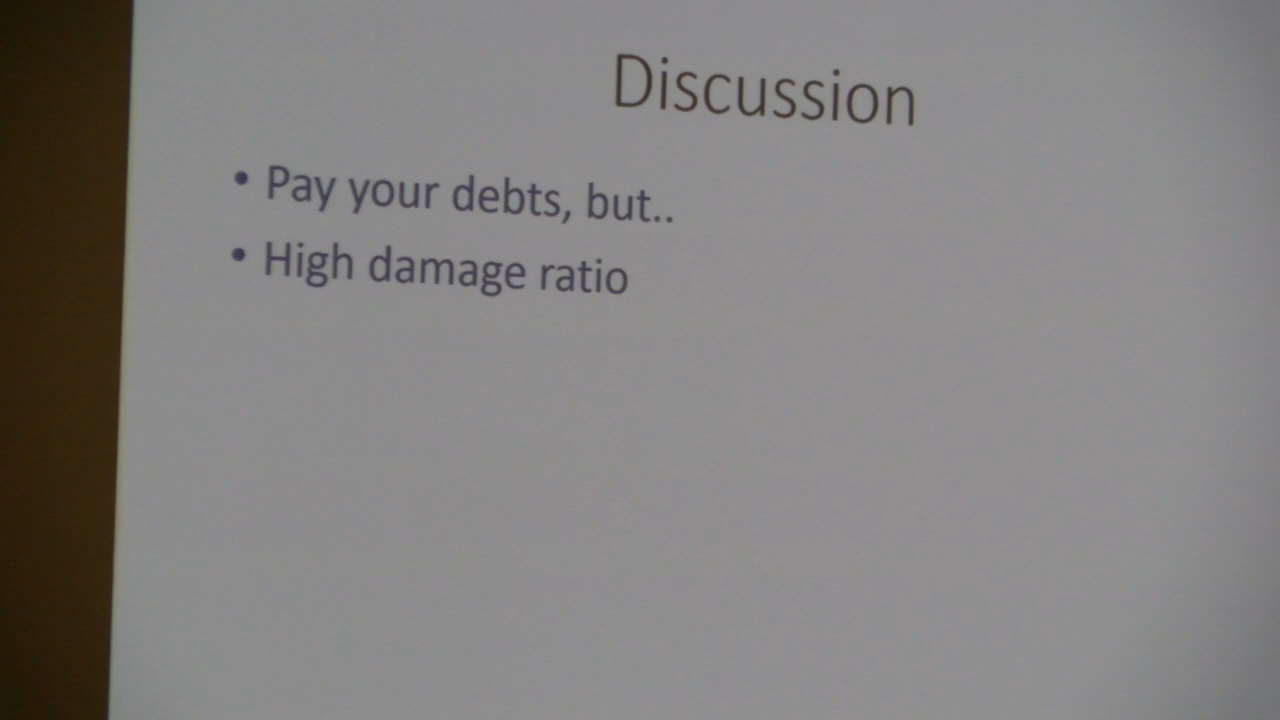 Discussion
• Pay your debts, but..
• High damage ratio